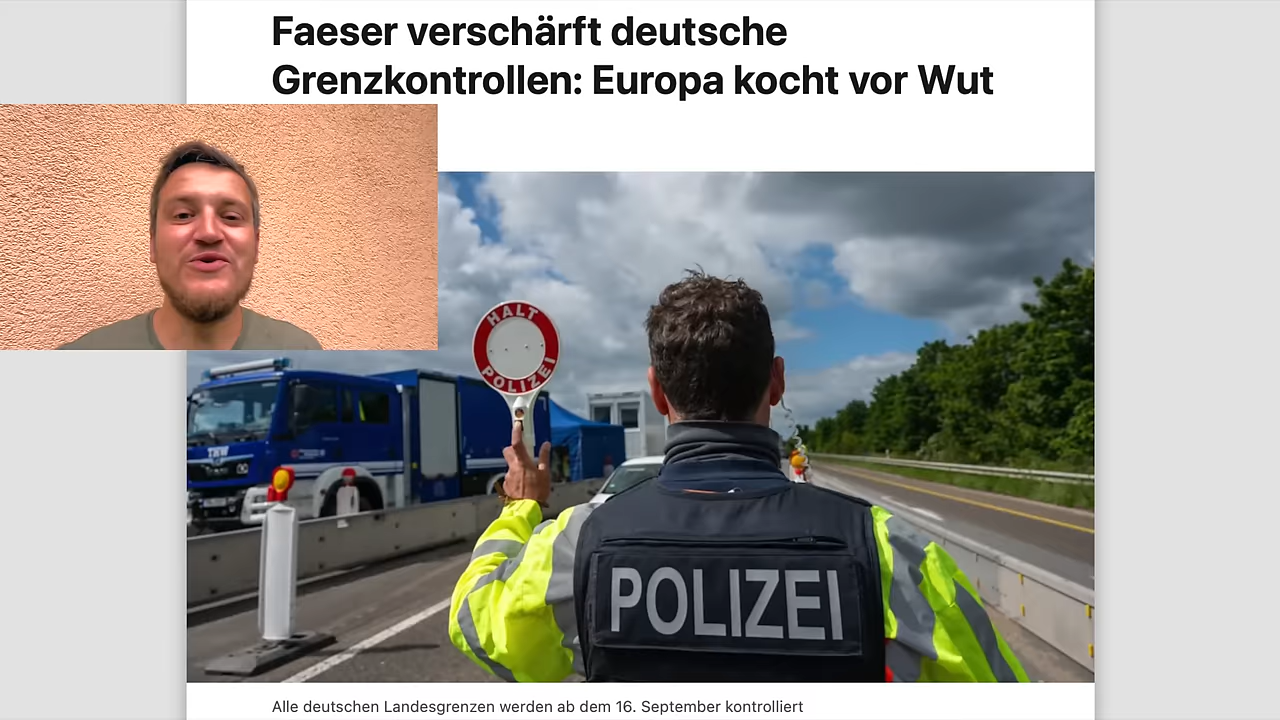 Faeser verschärft deutsche
Grenzkontrollen: Europa kocht vor Wut
HALT
POLIZEI
THW
POLIZEI
Alle deutschen Landesgrenzen werden ab dem 16. September kontrolliert